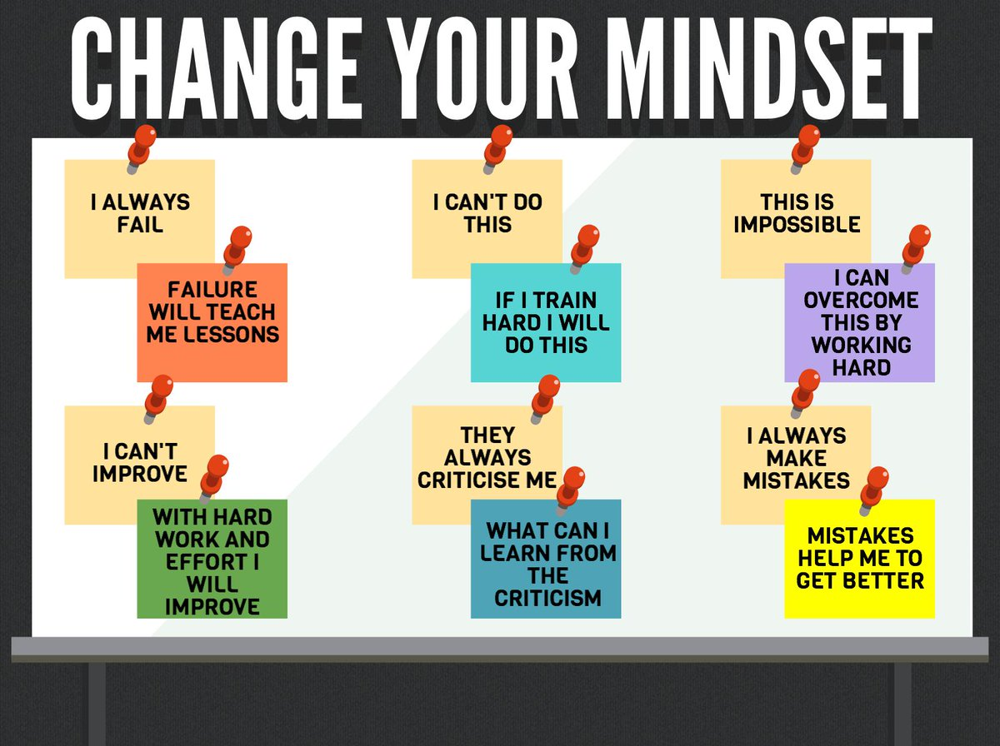 CHANGE YOUR MINDSET
I ALWAYS
FAIL
FAILURE
WILL TEACH
ME LESSONS
I CAN'T DO
THIS
IF I TRAIN
HARD I WILL
DO THIS
THIS IS
IMPOSSIBLE
I CAN
OVERCOME
THIS BY
WORKING
HARD
I CAN'T
IMPROVE
WITH HARD
WORK AND
EFFORT I
WILL
IMPROVE
THEY
ALWAYS
CRITICISE ME
WHAT CAN I
LEARN FROM
THE
CRITICISM
I ALWAYS
MAKE
MISTAKES
MISTAKES
HELP ME TO
GET BETTER